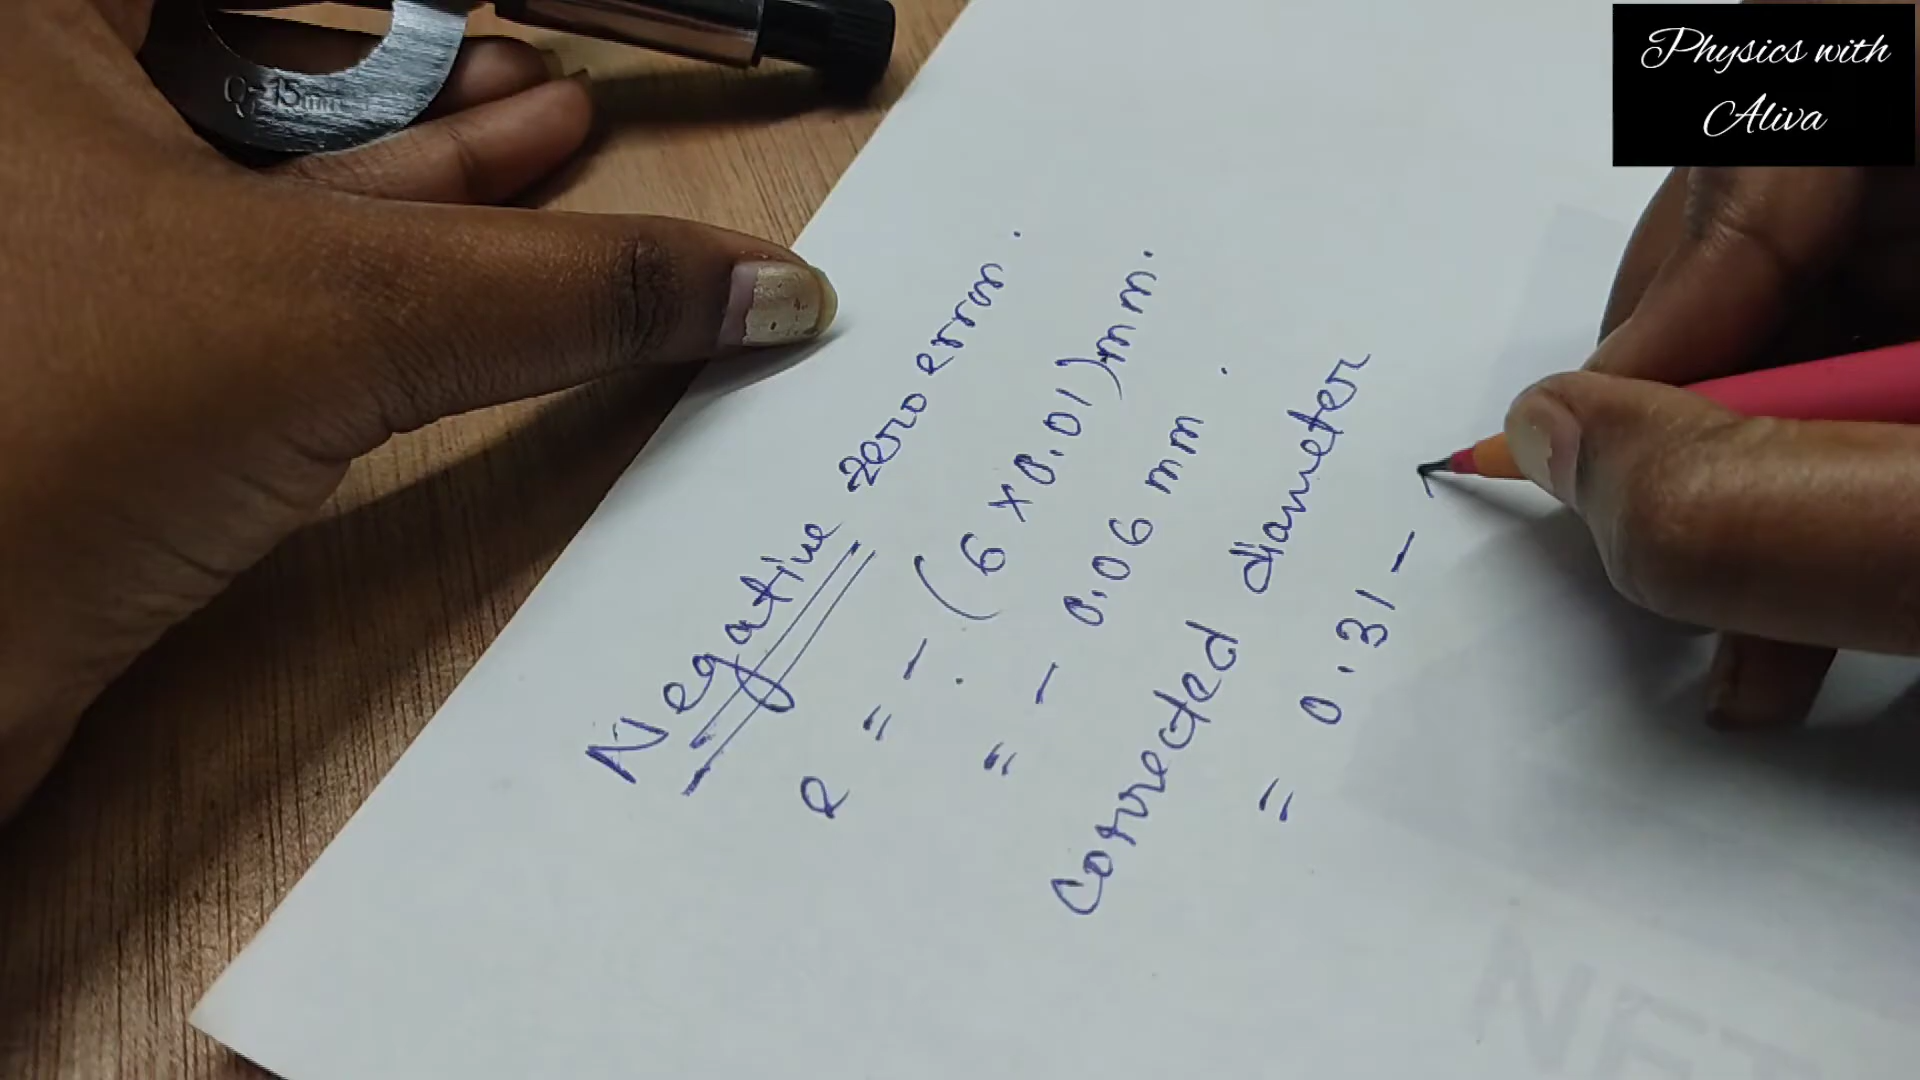 Physics with
Aliva
0-15mm
Negative zero error.
e = - (6 × 0.01) mm.
= - 0.06 mm.
Corrected diameter
= 0.31 -